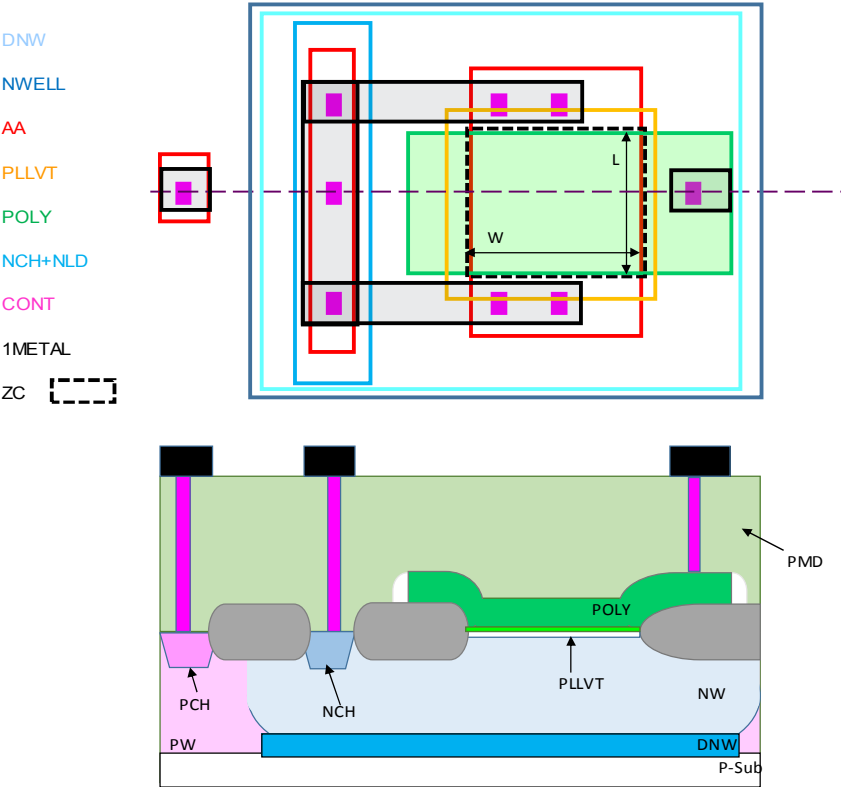 DNW
NWELL
AA
PLLVT
POLY
NCH+NLD
CONT
1METAL
ZC
L
W
PMD
POLY
PLLVT
PCH
NCH
NW
PW
DNW
P-Sub